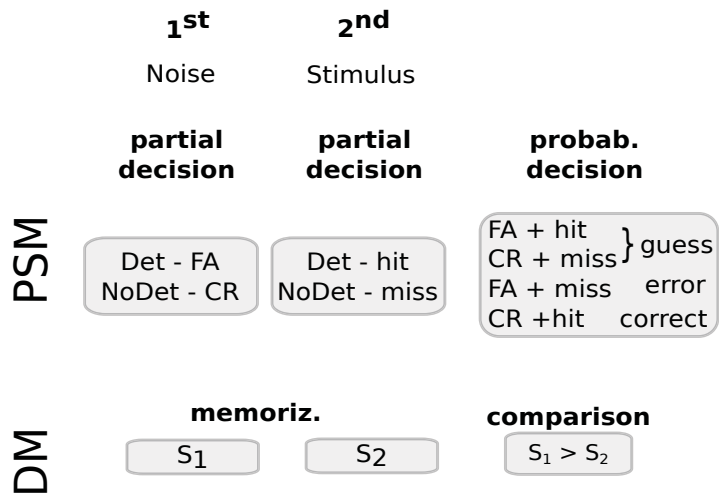 1st 2nd
Noise Stimulus
partial decision partial decision probab. decision
PSM
Det - FA
NoDet - CR
Det - hit
NoDet - miss
FA + hit
CR + miss } guess
FA + miss error
CR +hit correct
DM
memoriz. comparison
S1 S2 S1 > S2